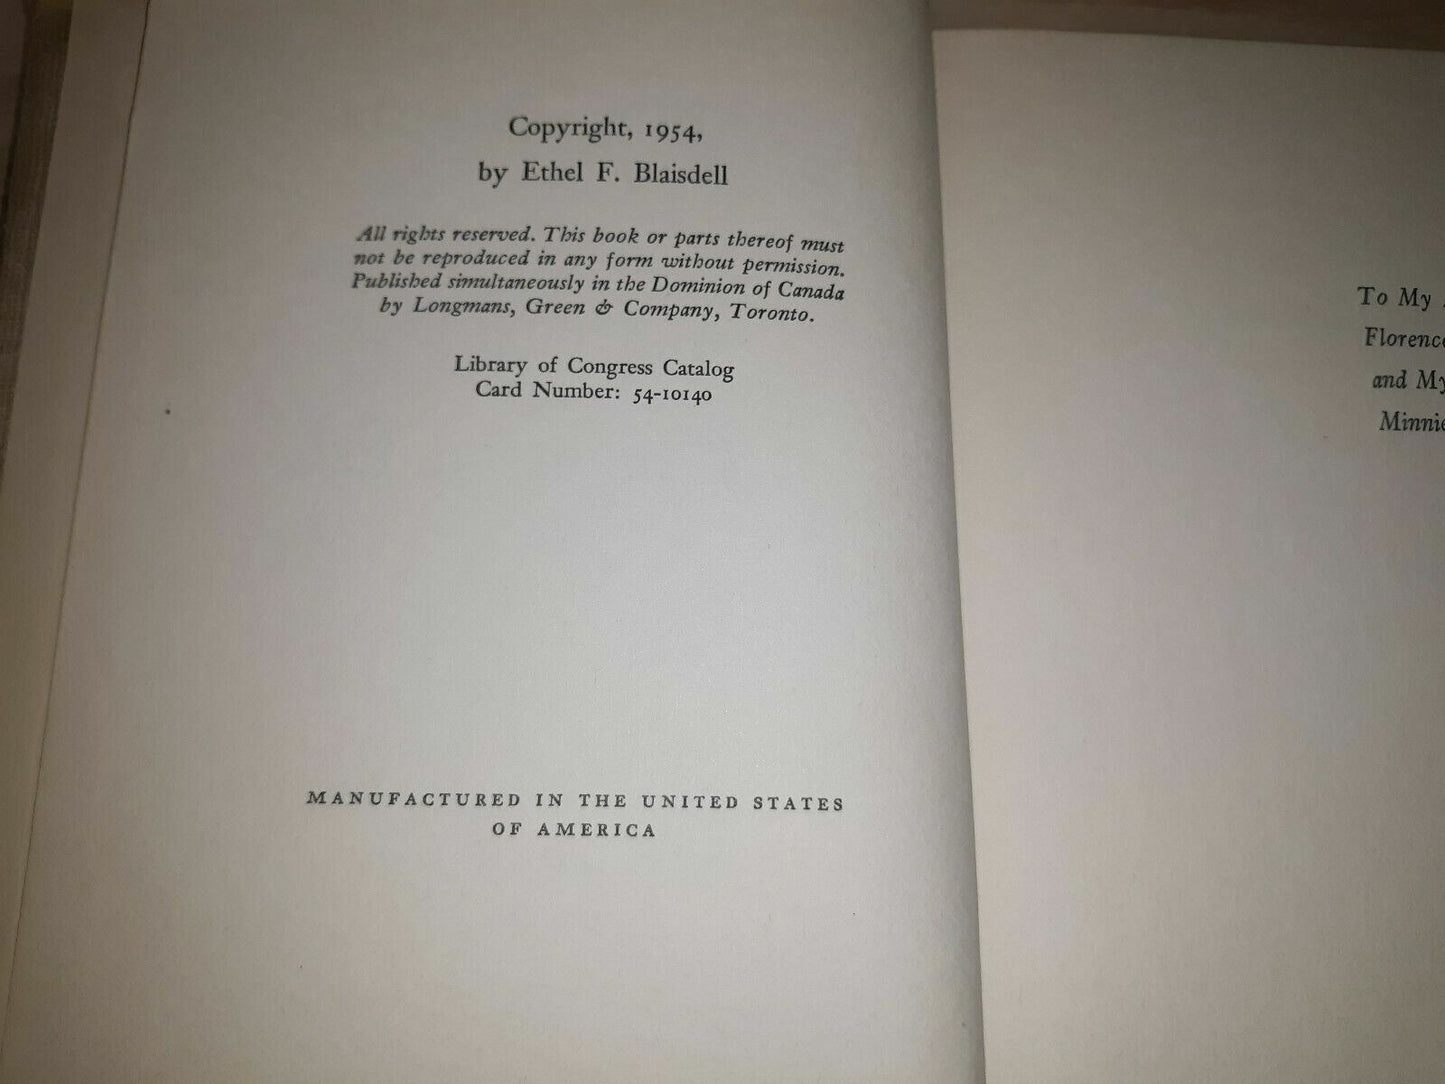 Copyright, 1954,
by Ethel F. Blaisdell
All rights reserved. This book or parts thereof must
not be reproduced in any form without permission.
Published simultaneously in the Dominion of Canada
by Longmans, Green & Company, Toronto.
Library of Congress Catalog
Card Number: 54-10140
MANUFACTURED IN THE UNITED STATES
OF AMERICA
To My
Florence
and My
Minnie